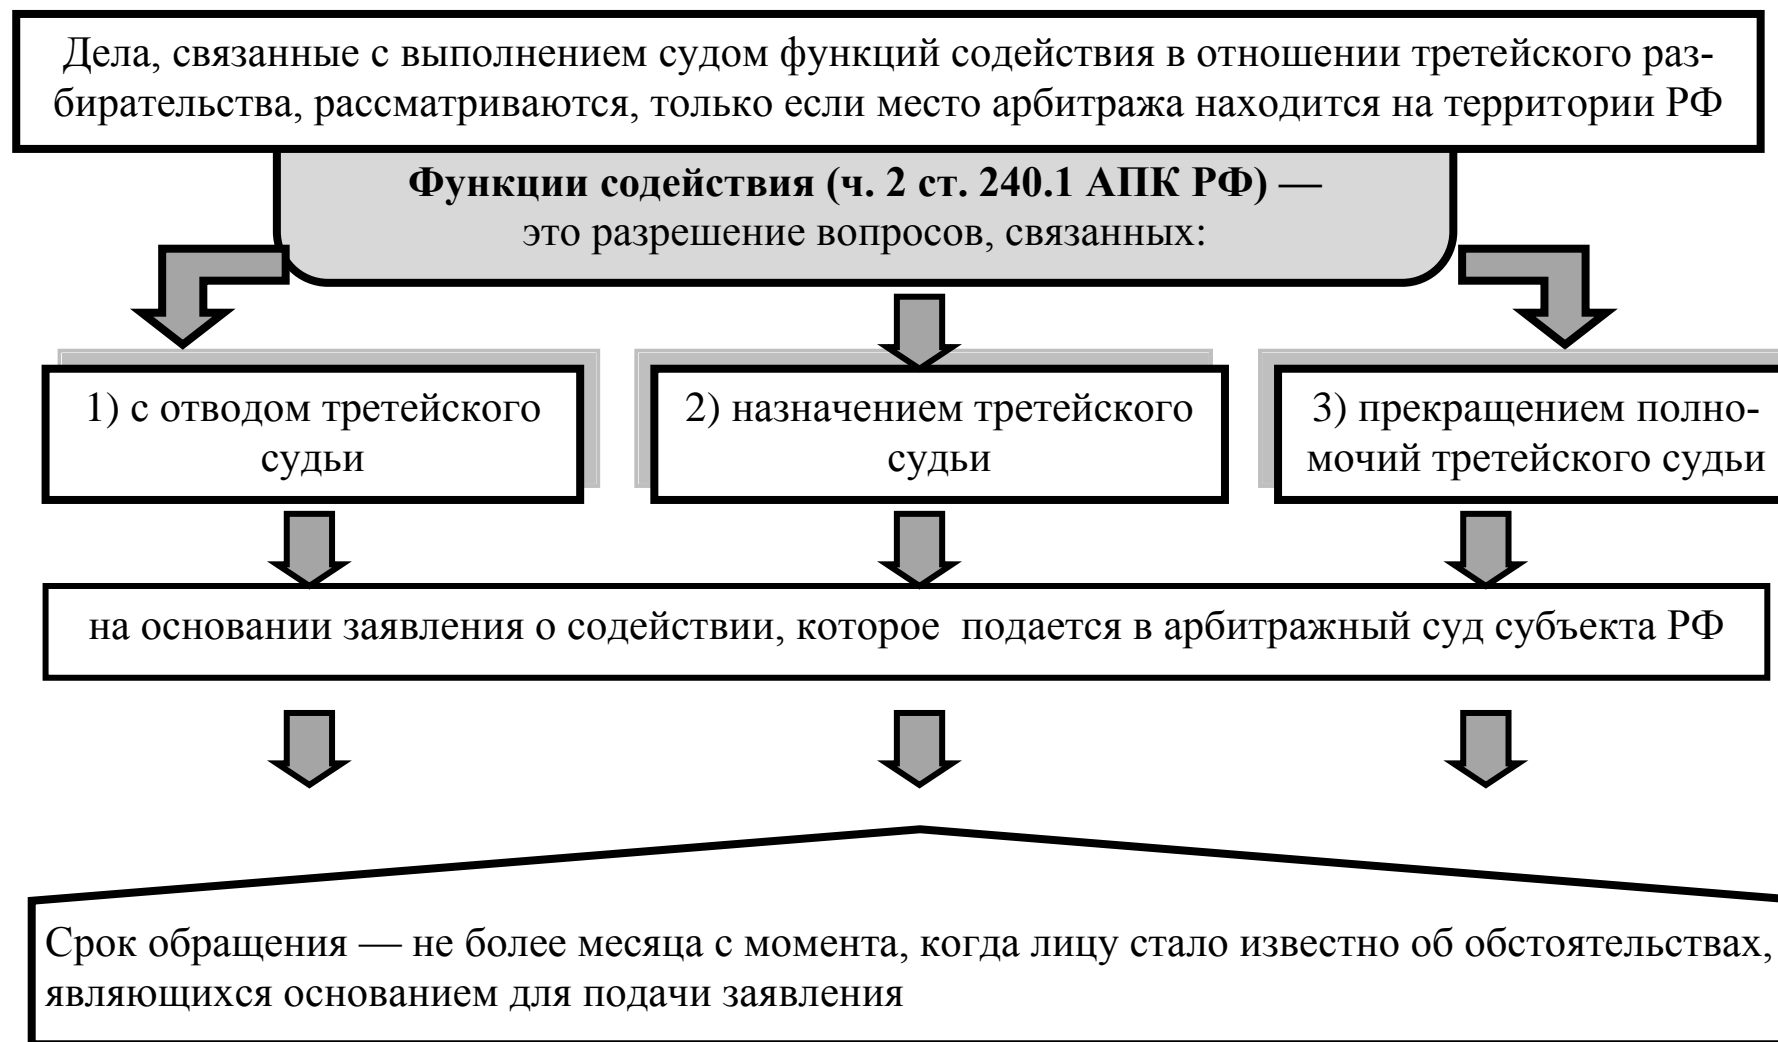 Дела, связанные с выполнением судом функций содействия в отношении третейского раз-
бирательства, рассматриваются, только если место арбитража находится на территории РФ
Функции содействия (ч. 2 ст. 240.1 АПК РФ) —
это разрешение вопросов, связанных:
1) с отводом третейского
судьи
2) назначением третейского
судьи
3) прекращением полно-
мочий третейского судьи
на основании заявления о содействии, которое  подается в арбитражный суд субъекта РФ
Срок обращения — не более месяца с момента, когда лицу стало известно об обстоятельствах,
являющихся основанием для подачи заявления